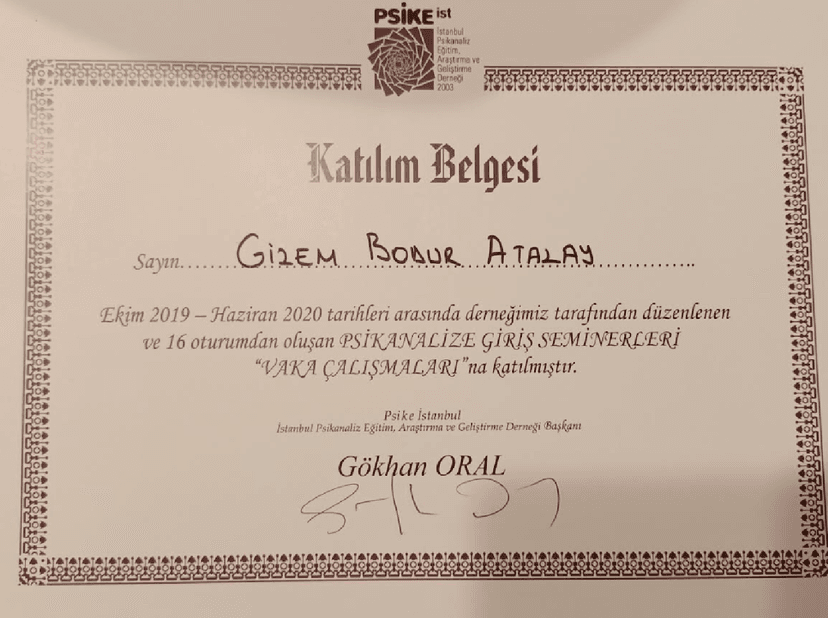 PSİKE ist
İstanbul
Psikanaliz
Eğitim,
Araştırma ve
Geliştirme
Derneği
2003
Katılım Belgesi
Sayın......GİZEM BODUR ATALAY..............
Ekim 2019 – Haziran 2020 tarihleri arasında derneğimiz tarafından düzenlenen
ve 16 oturumdan oluşan PSİKANALİZE GİRİŞ SEMİNERLERİ
“VAKA ÇALIŞMALARI”na katılmıştır.
Psike İstanbul
İstanbul Psikanaliz Eğitim, Araştırma ve Geliştirme Derneği Başkanı
Gökhan ORAL